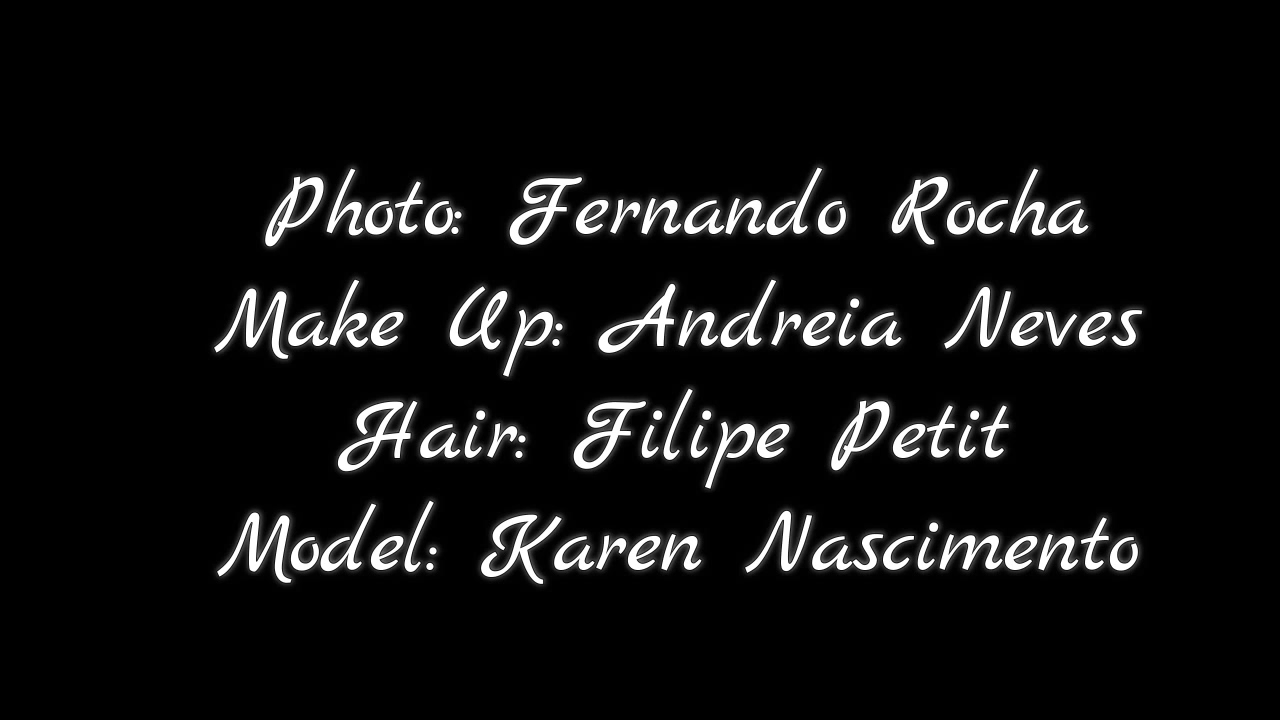 Photo: Fernando Rocha
Make Up: Andreia Neves
Hair: Filipe Petit
Model: Karen Nascimento